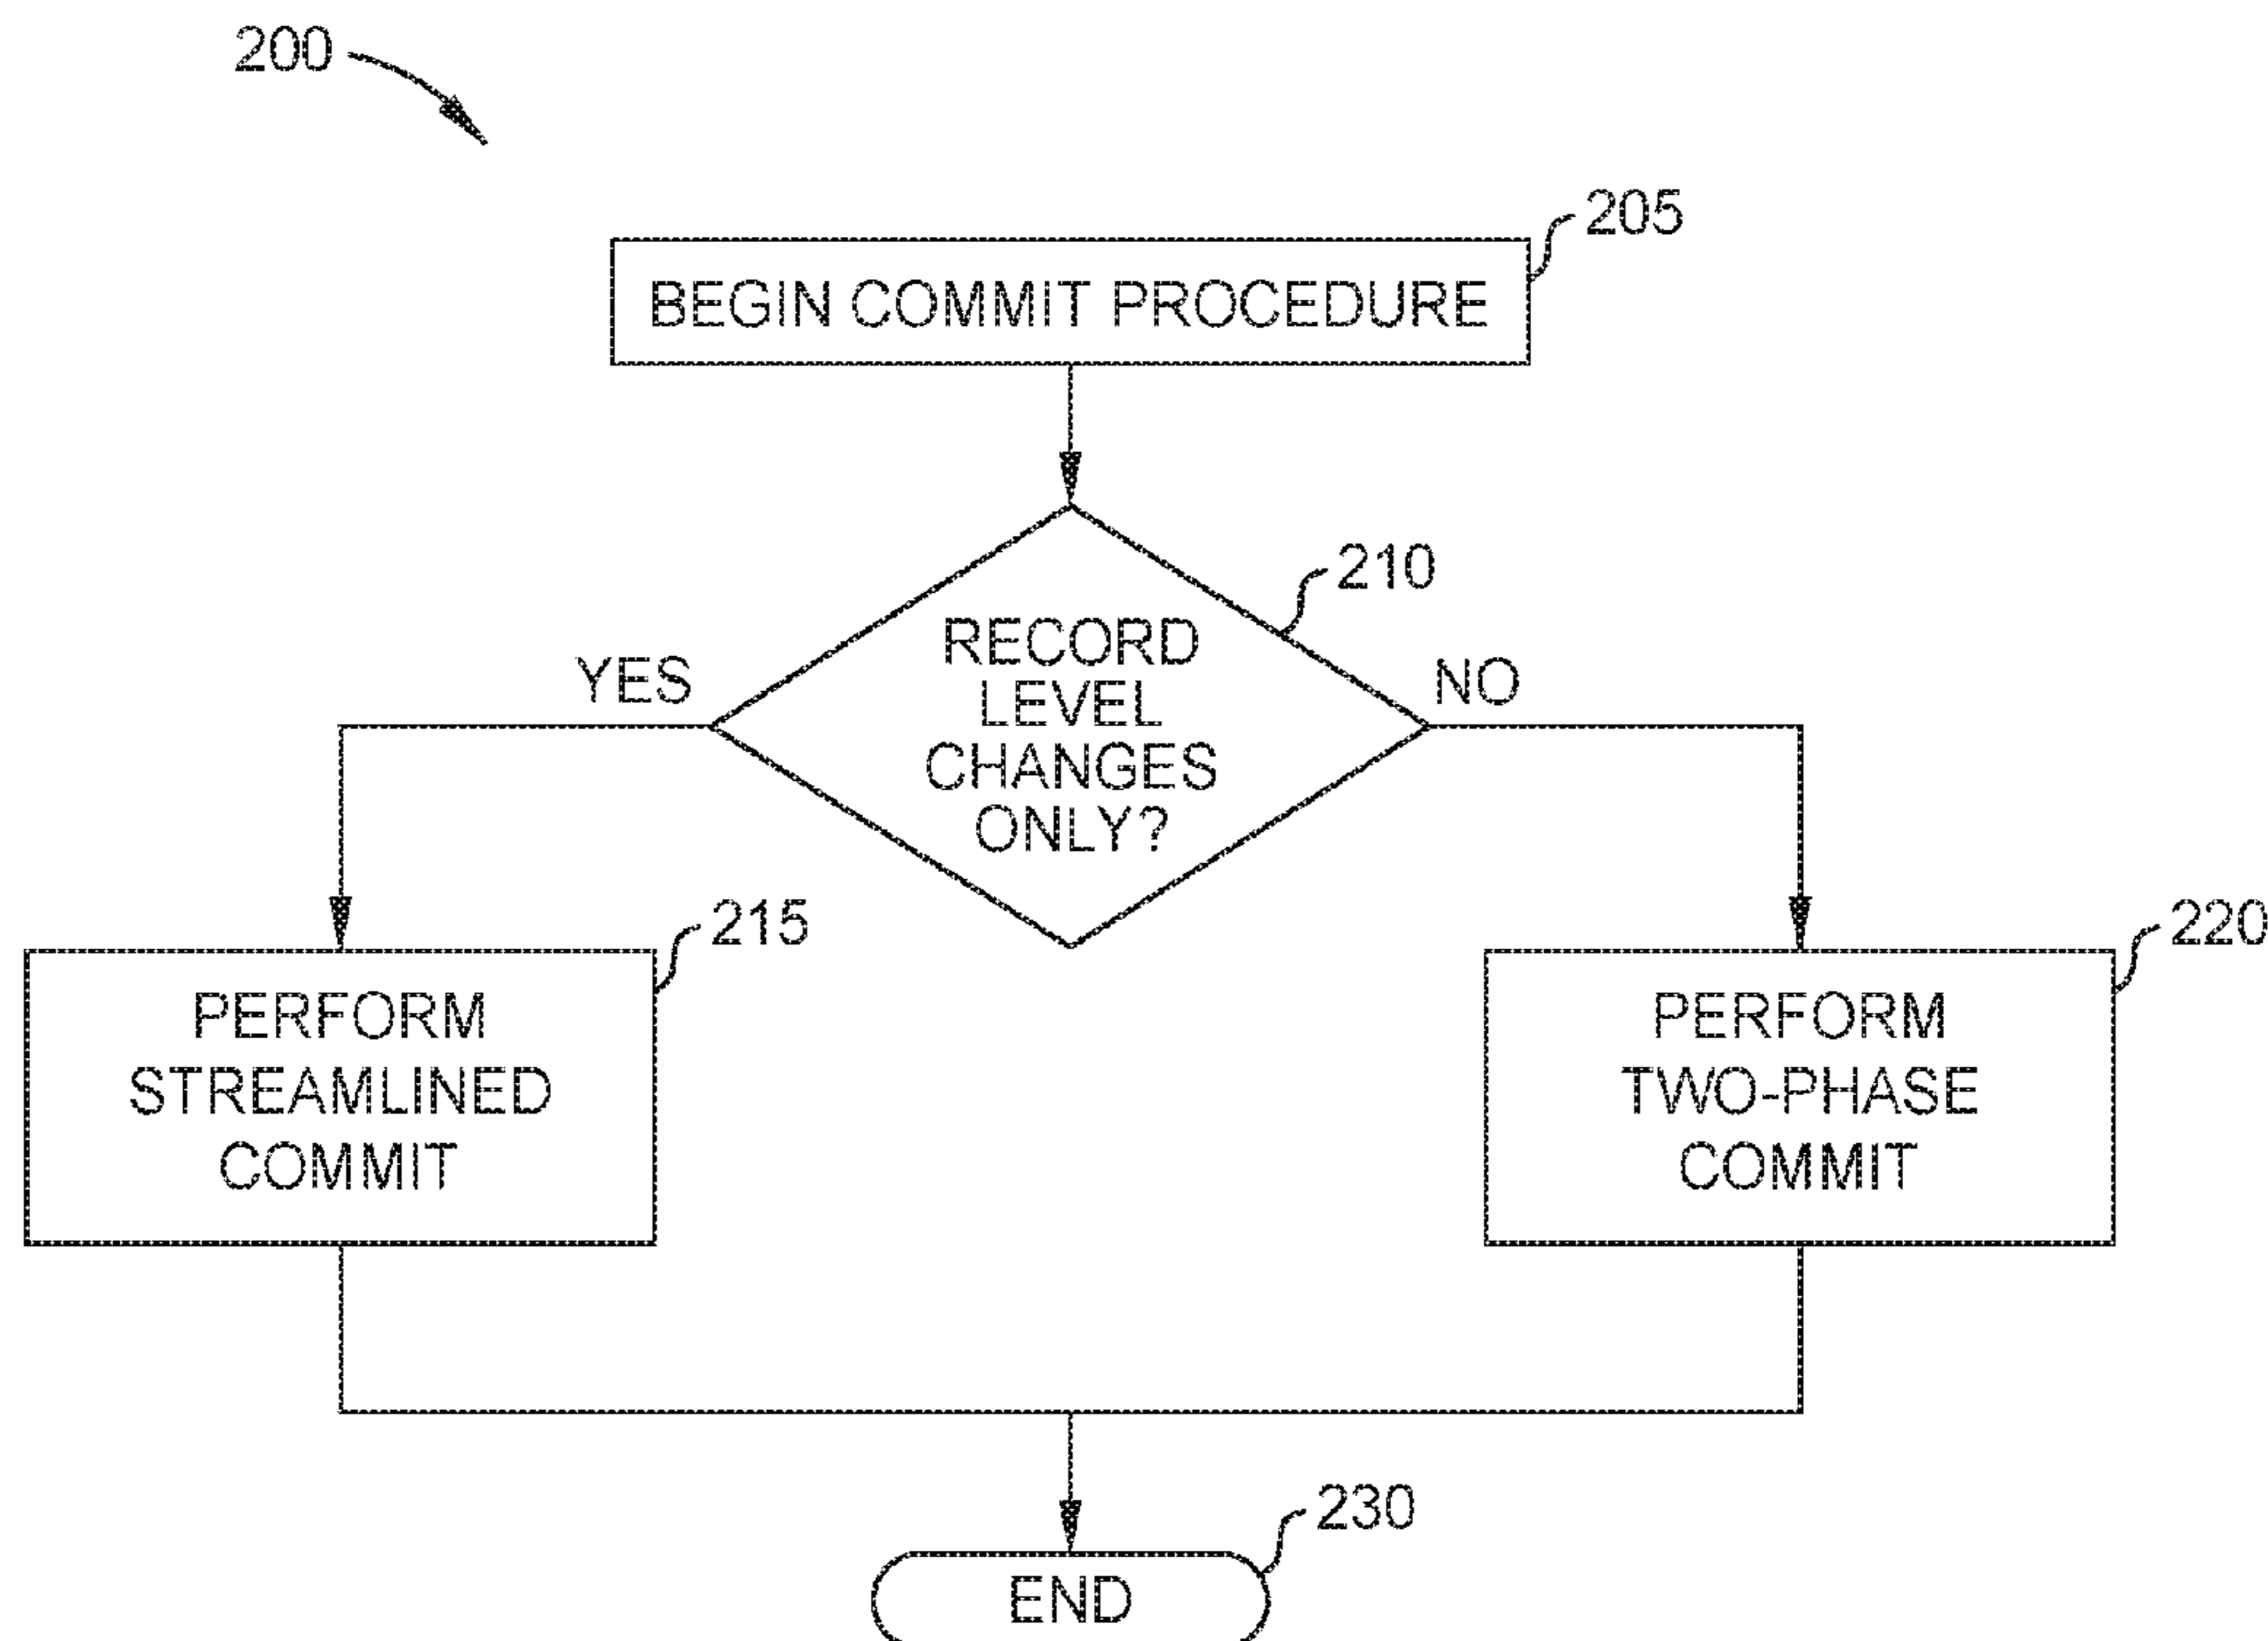 200
205
BEGIN COMMIT PROCEDURE
210
RECORD
LEVEL
CHANGES
ONLY?
YES
NO
215
PERFORM
STREAMLINED
COMMIT
220
PERFORM
TWO-PHASE
COMMIT
230
END